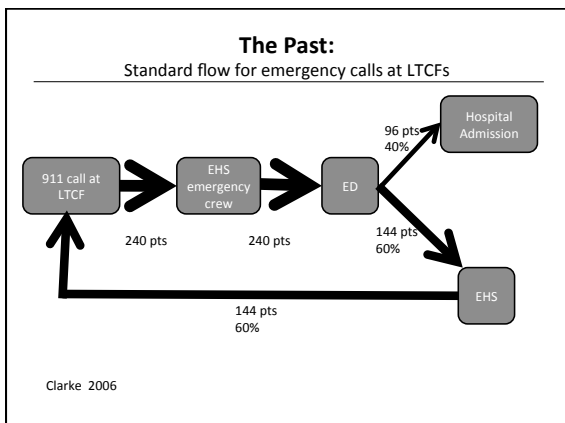 The Past:
Standard flow for emergency calls at LTCFs
Hospital
Admission
96 pts
40%
911 call at
LTCF
EHS
emergency
crew
ED
240 pts
240 pts
144 pts
60%
EHS
144 pts
60%
Clarke 2006